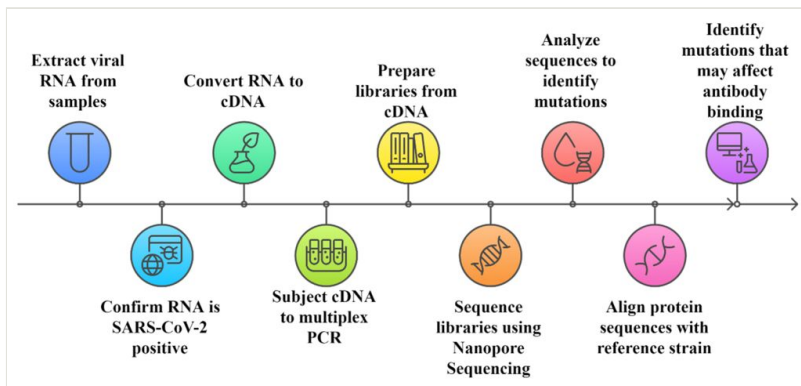 Extract viral
RNA from
samples
Confirm RNA is
SARS-CoV-2
positive
Convert RNA to
cDNA
Subject cDNA
to multiplex
PCR
Prepare
libraries from
cDNA
Sequence
libraries using
Nanopore
Sequencing
Analyze
sequences to
identify
mutations
Align protein
sequences with
reference strain
Identify
mutations that
may affect
antibody
binding